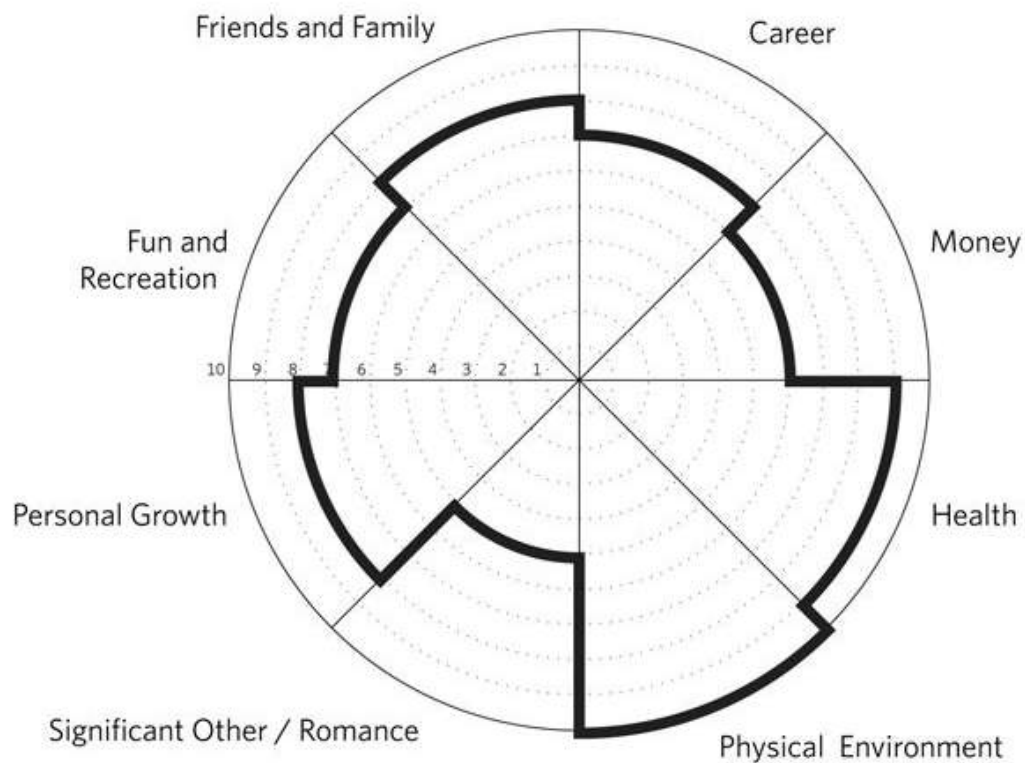 Friends and Family
Career
Fun and
Recreation
Money
10 9 8 7 6 5 4 3 2 1
Personal Growth
Health
Significant Other / Romance
Physical Environment